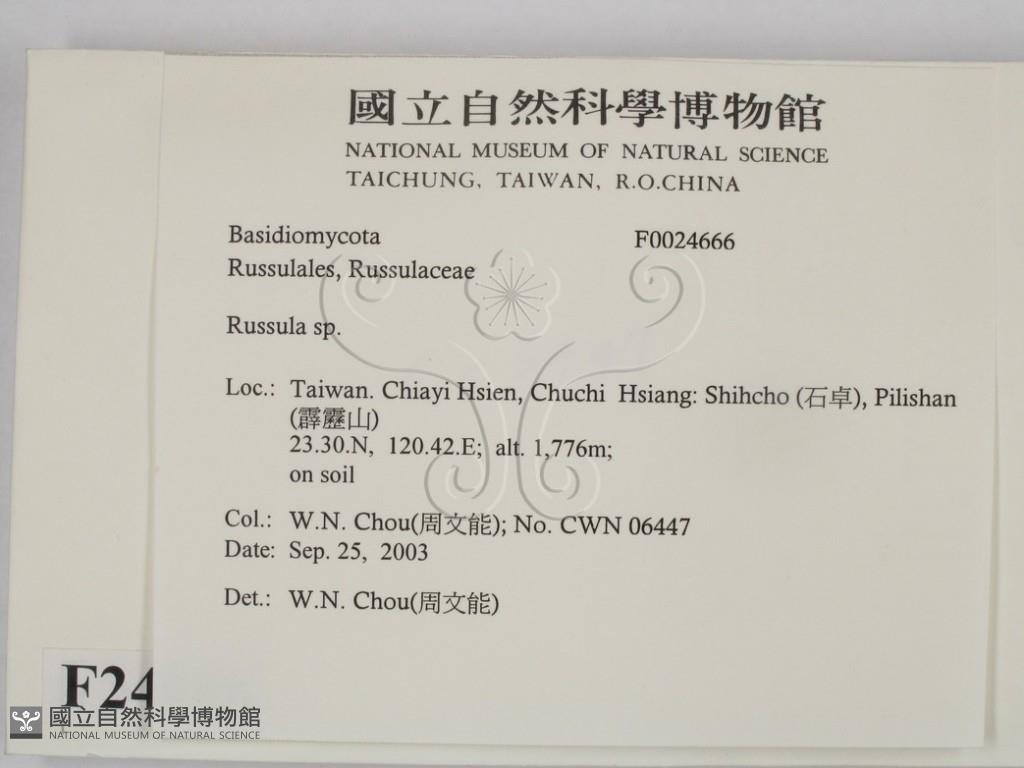 國立自然科學博物館
NATIONAL MUSEUM OF NATURAL SCIENCE
TAICHUNG, TAIWAN, R.O.CHINA
Basidiomycota F0024666
Russulales, Russulaceae
Russula sp.
Loc.: Taiwan. Chiayi Hsien, Chuchi Hsiang: Shihcho (石卓), Pilishan
(霹靂山)
23.30.N, 120.42.E; alt. 1,776m;
on soil
Col.: W.N. Chou(周文能); No. CWN 06447
Date: Sep. 25, 2003
Det.: W.N. Chou(周文能)
F24
國立自然科學博物館
NATIONAL MUSEUM OF NATURAL SCIENCE